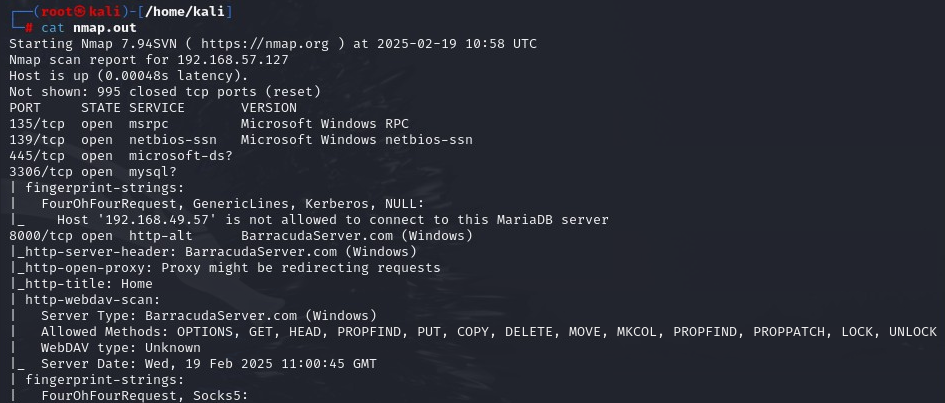 ┌──(root㉿kali)-[/home/kali]
└─# cat nmap.out
Starting Nmap 7.94SVN ( https://nmap.org ) at 2025-02-19 10:58 UTC
Nmap scan report for 192.168.57.127
Host is up (0.00048s latency).
Not shown: 995 closed tcp ports (reset)
PORT     STATE SERVICE       VERSION
135/tcp  open  msrpc         Microsoft Windows RPC
139/tcp  open  netbios-ssn   Microsoft Windows netbios-ssn
445/tcp  open  microsoft-ds?
3306/tcp open  mysql?
| fingerprint-strings:
|   FourOhFourRequest, GenericLines, Kerberos, NULL:
|_    Host '192.168.49.57' is not allowed to connect to this MariaDB server
8000/tcp open  http-alt      BarracudaServer.com (Windows)
|_http-server-header: BarracudaServer.com (Windows)
|_http-open-proxy: Proxy might be redirecting requests
|_http-title: Home
| http-webdav-scan:
|   Server Type: BarracudaServer.com (Windows)
|   Allowed Methods: OPTIONS, GET, HEAD, PROPFIND, PUT, COPY, DELETE, MOVE, MKCOL, PROPFIND, PROPPATCH, LOCK, UNLOCK
|   WebDAV type: Unknown
|_  Server Date: Wed, 19 Feb 2025 11:00:45 GMT
| fingerprint-strings:
|   FourOhFourRequest, Socks5: